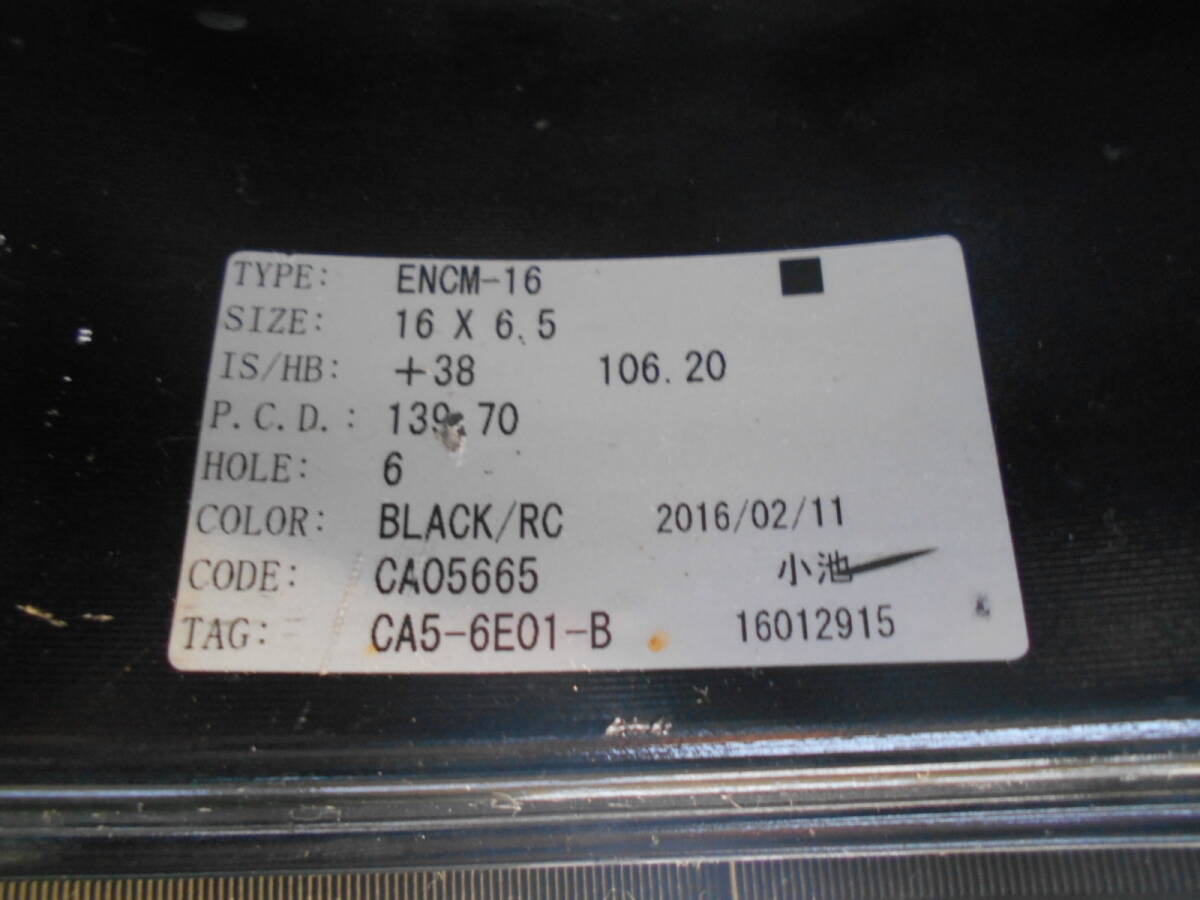 TYPE: ENCM-16
SIZE: 16 X 6.5
IS/HB: +38 106.20
P.C.D.: 139.70
HOLE: 6
COLOR: BLACK/RC 2016/02/11
CODE: CA05665 小池
TAG: CA5-6E01-B 16012915